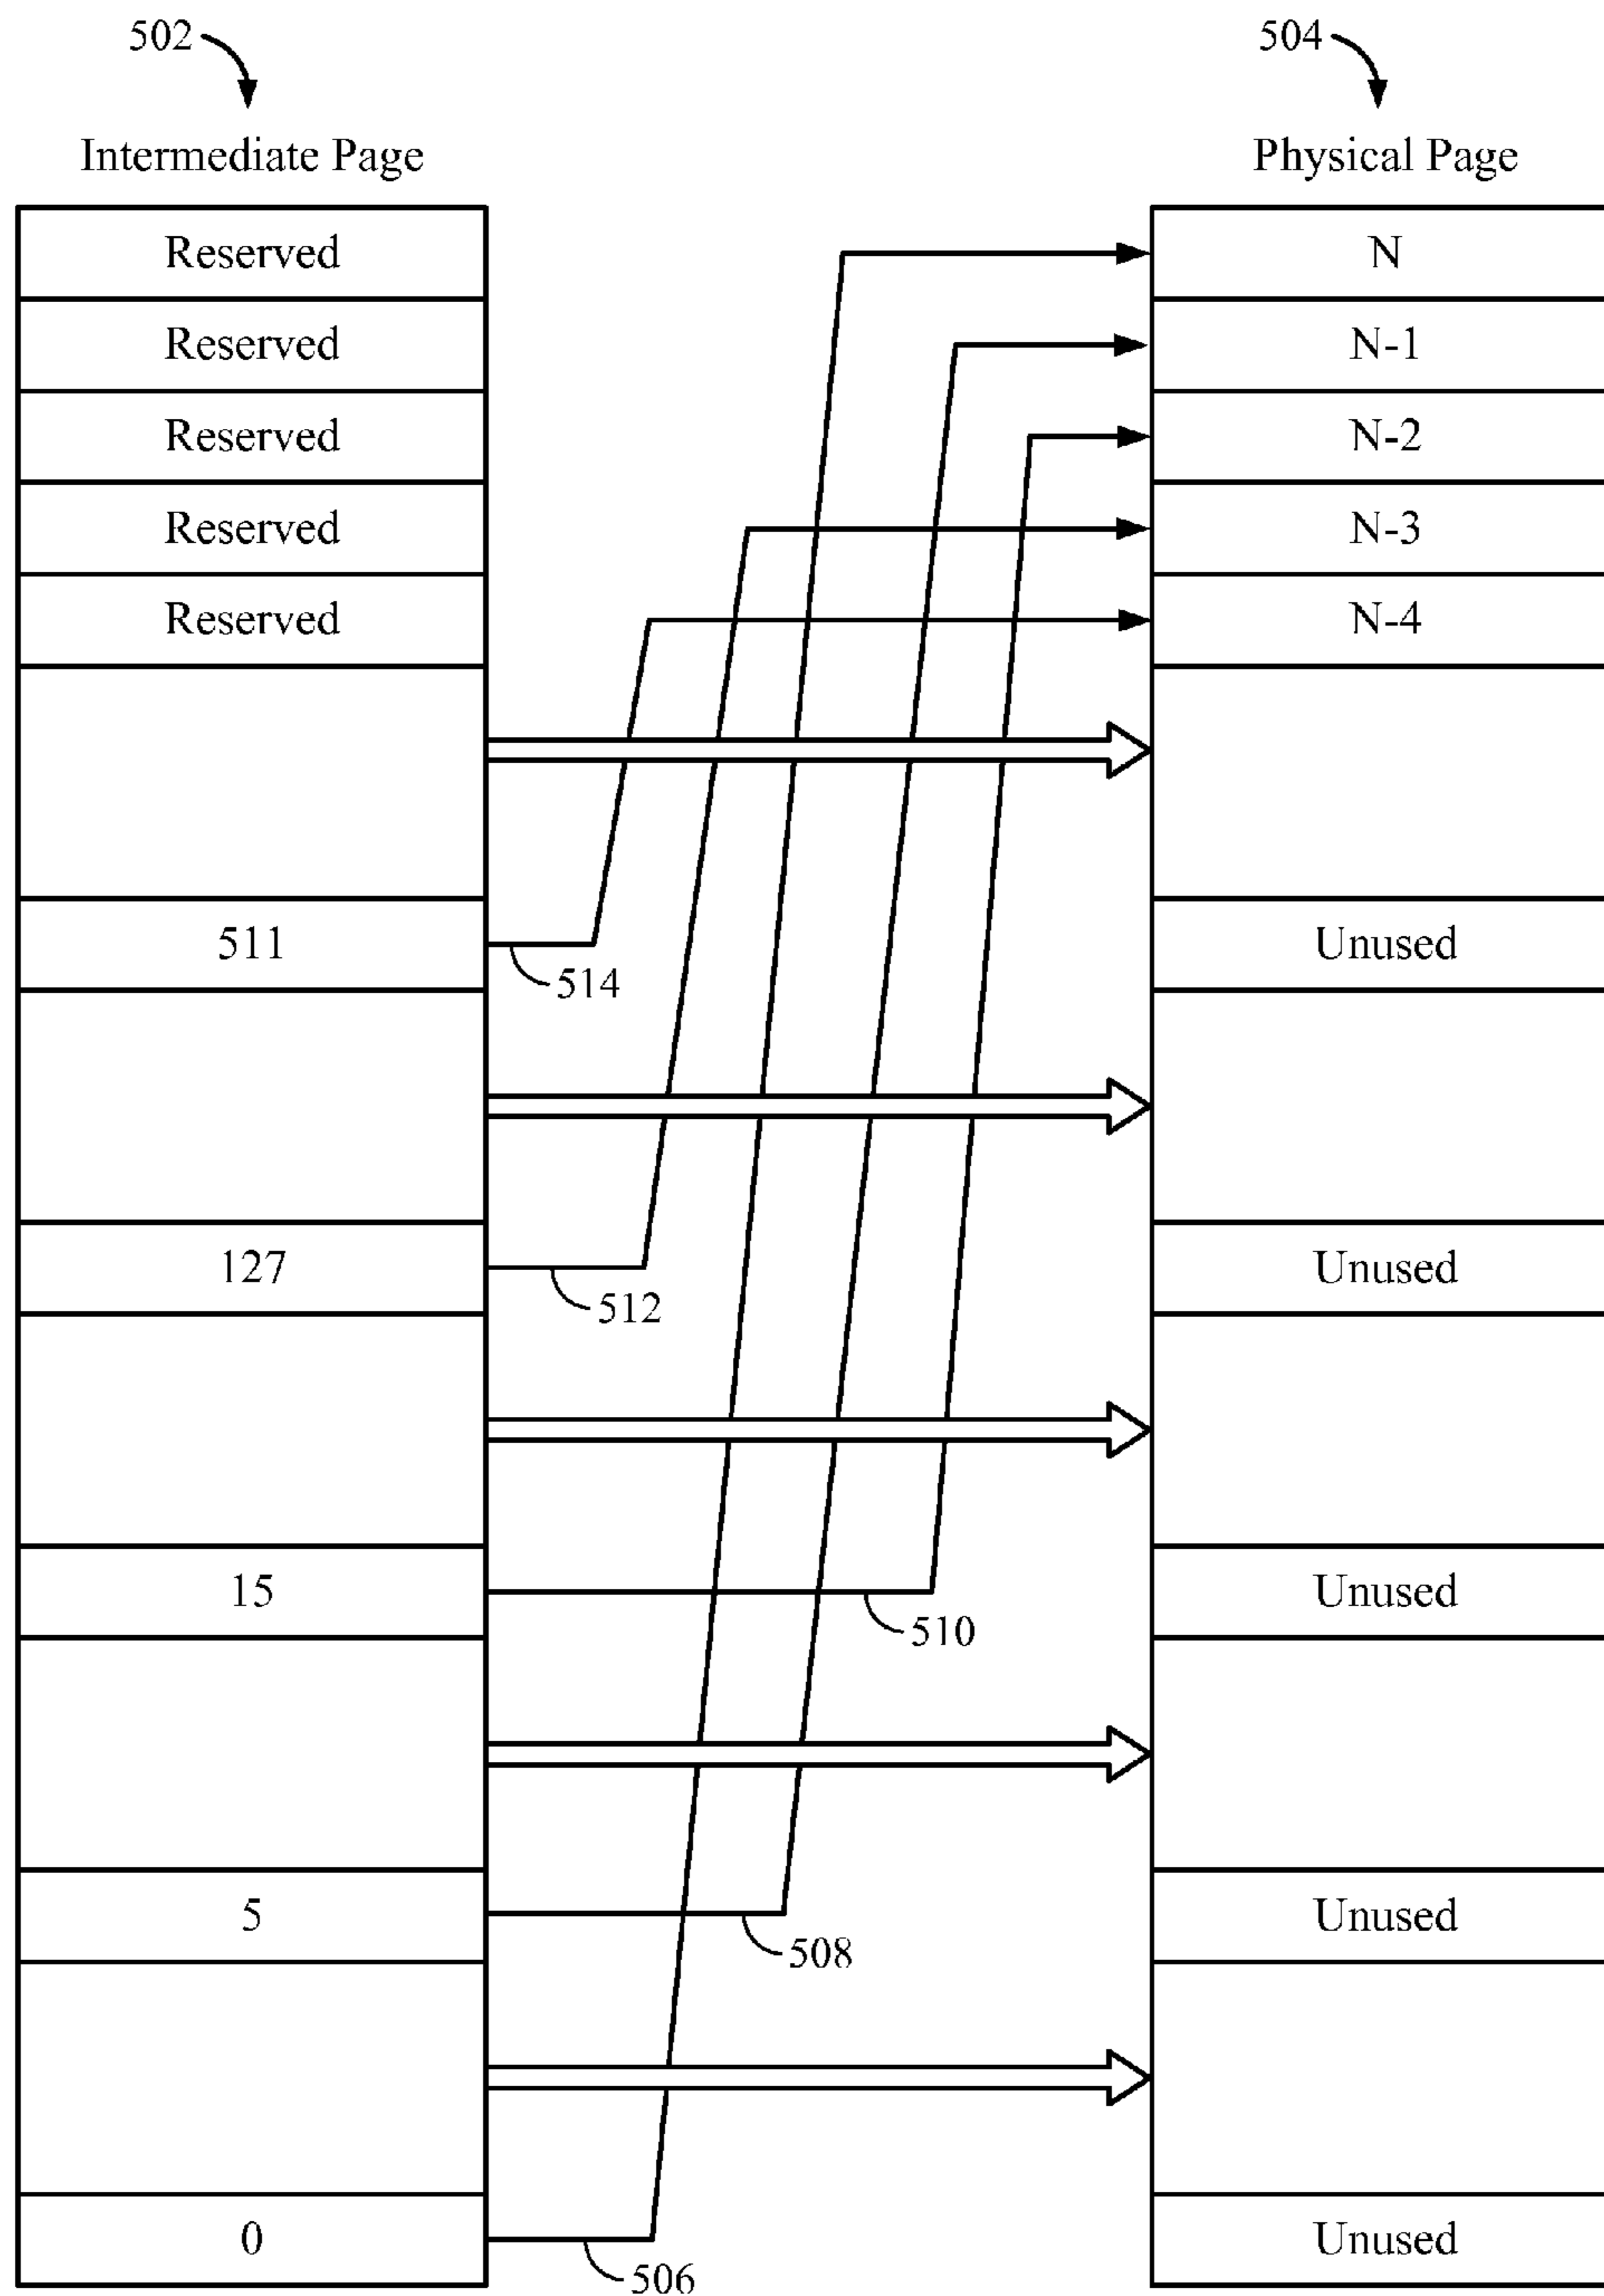 502 504
Intermediate Page Physical Page
Reserved N
Reserved N-1
Reserved N-2
Reserved N-3
Reserved N-4
511 Unused
514
127 Unused
512
15 Unused
510
5 Unused
508
0 Unused
506